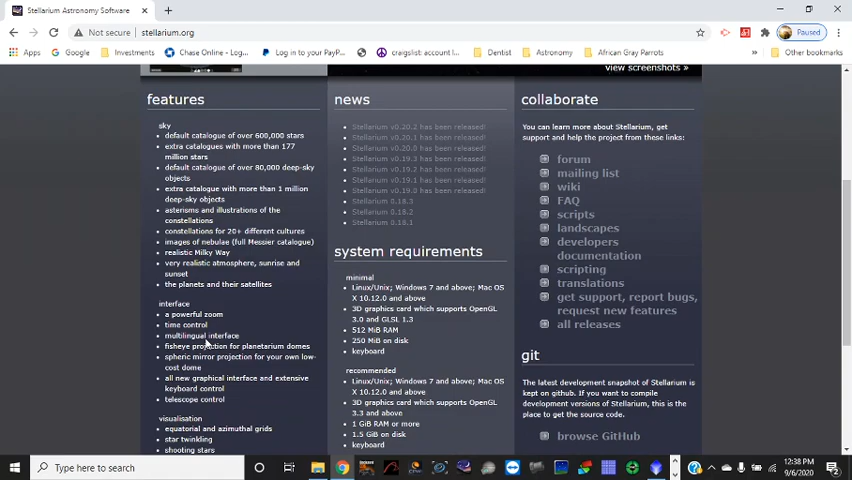 Stellarium Astronomy Software
Not secure | stellarium.org
Paused
Apps
Google
Investments
Chase Online - Log...
Log in to your PayP...
craigslist: account l...
Dentist
Astronomy
African Gray Parrots
Other bookmarks
view screenshots »
features
sky
default catalogue of over 600,000 stars
extra catalogues with more than 177
million stars
default catalogue of over 80,000 deep-sky
objects
extra catalogue with more than 1 million
deep-sky objects
asterisms and illustrations of the
constellations
constellations for 20+ different cultures
images of nebulae (full Messier catalogue)
realistic Milky Way
very realistic atmosphere, sunrise and
sunset
the planets and their satellites
interface
a powerful zoom
time control
multilingual interface
fisheye projection for planetarium domes
spheric mirror projection for your own low-
cost dome
all new graphical interface and extensive
keyboard control
telescope control
visualisation
equatorial and azimuthal grids
star twinkling
shooting stars
news
Stellarium v0.20.2 has been released!
Stellarium v0.20.1 has been released!
Stellarium v0.20.0 has been released!
Stellarium v0.19.3 has been released!
Stellarium v0.19.2 has been released!
Stellarium v0.19.1 has been released!
Stellarium v0.19.0 has been released!
Stellarium 0.18.3
Stellarium 0.18.2
Stellarium 0.18.1
system requirements
minimal
Linux/Unix; Windows 7 and above; Mac OS
X 10.12.0 and above
3D graphics card which supports OpenGL
3.0 and GLSL 1.3
512 MiB RAM
250 MiB on disk
keyboard
recommended
Linux/Unix; Windows 7 and above; Mac OS
X 10.12.0 and above
3D graphics card which supports OpenGL
3.3 and above
1 GiB RAM or more
1.5 GiB on disk
keyboard
collaborate
You can learn more about Stellarium, get
support and help the project from these links:
forum
mailing list
wiki
FAQ
scripts
landscapes
developers
documentation
scripting
translations
get support, report bugs,
request new features
all releases
git
The latest development snapshot of Stellarium is
kept on github. If you want to compile
development versions of Stellarium, this is the
place to get the source code.
browse GitHub
Type here to search
12:38 PM
9/6/2020